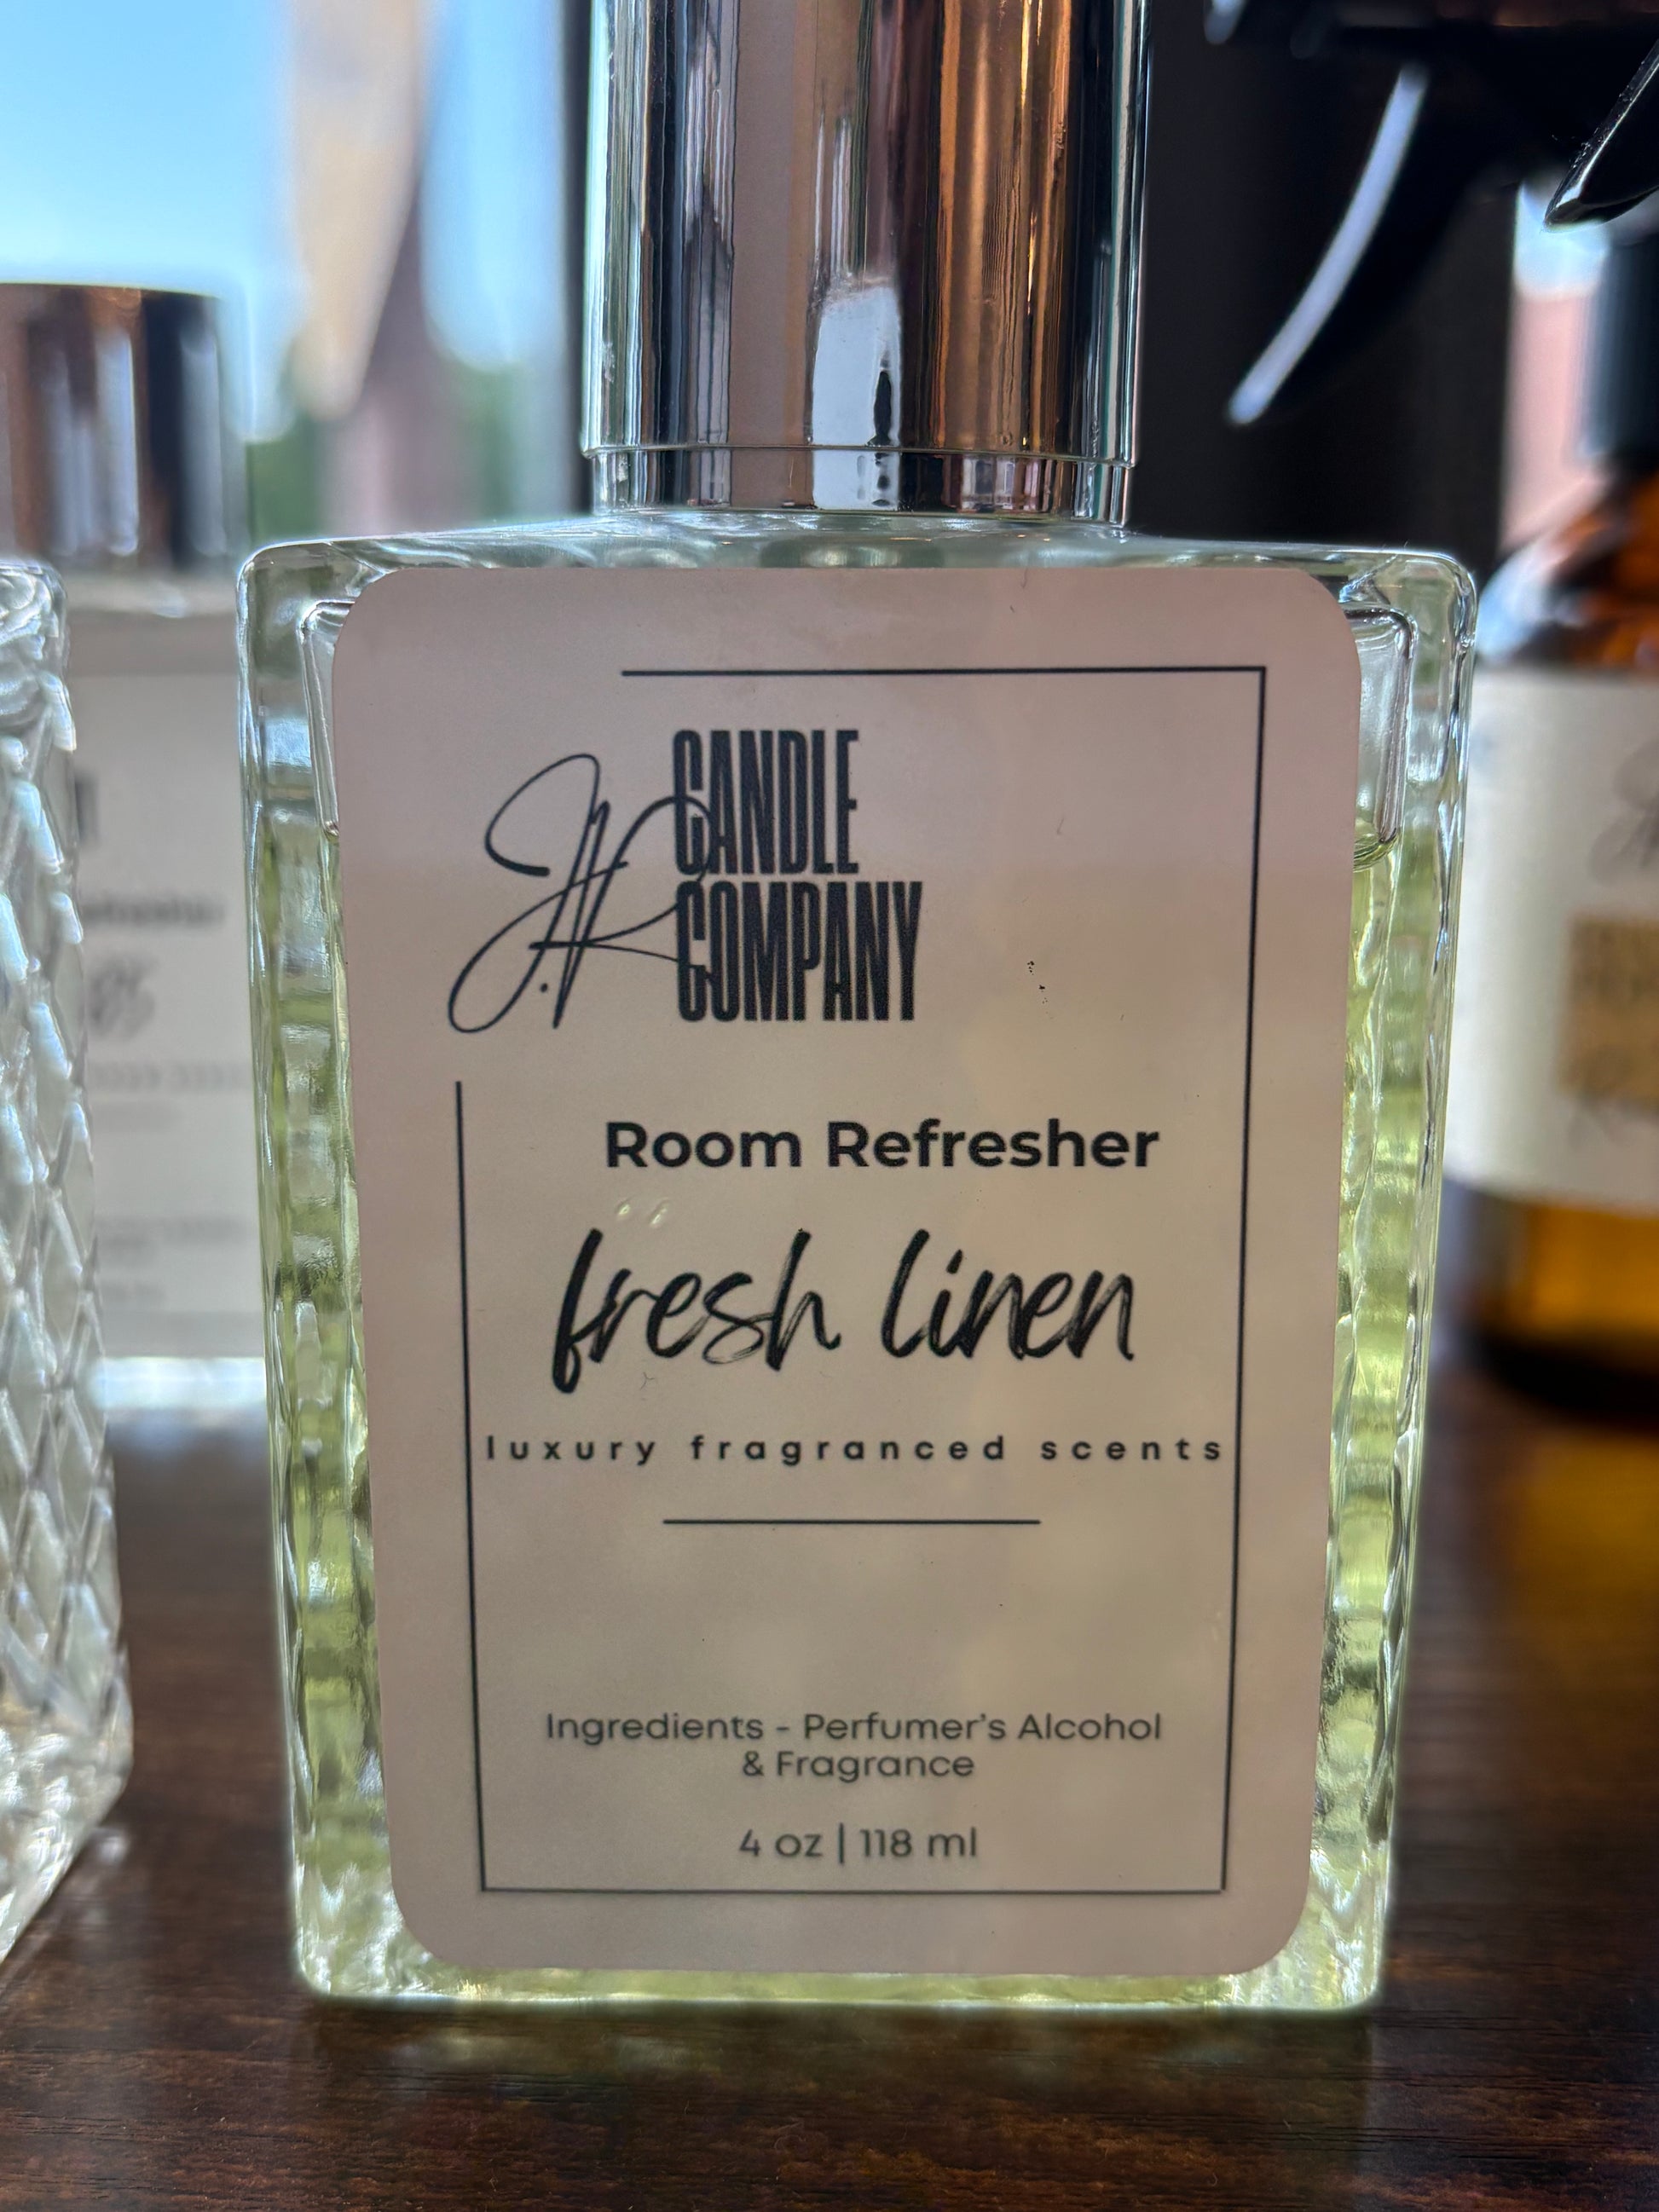 J.R
CANDLE
COMPANY
Room Refresher
fresh linen
luxury fragranced scents
Ingredients - Perfumer's Alcohol
& Fragrance
4 oz | 118 ml